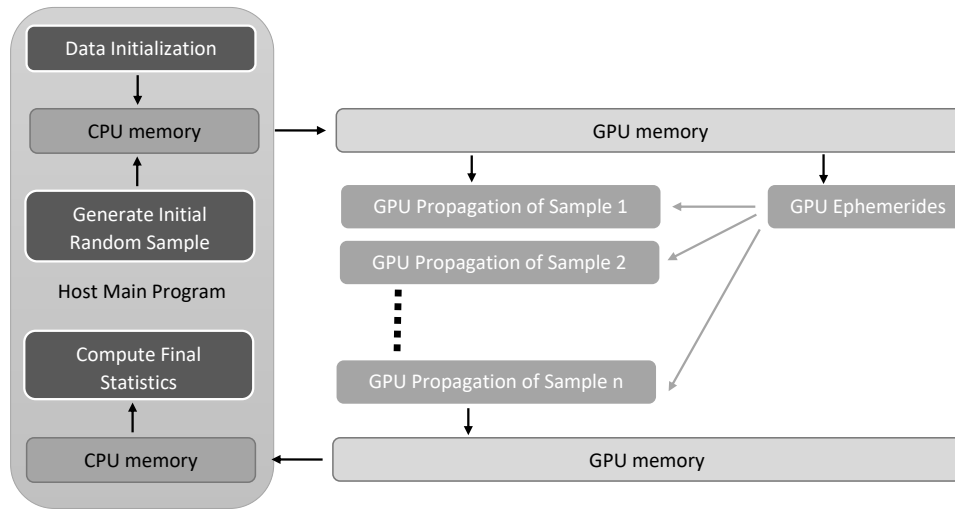 Data Initialization
CPU memory
Generate Initial
Random Sample
Host Main Program
Compute Final
Statistics
CPU memory
GPU memory
GPU Propagation of Sample 1
GPU Ephemerides
GPU Propagation of Sample 2
GPU Propagation of Sample n
GPU memory